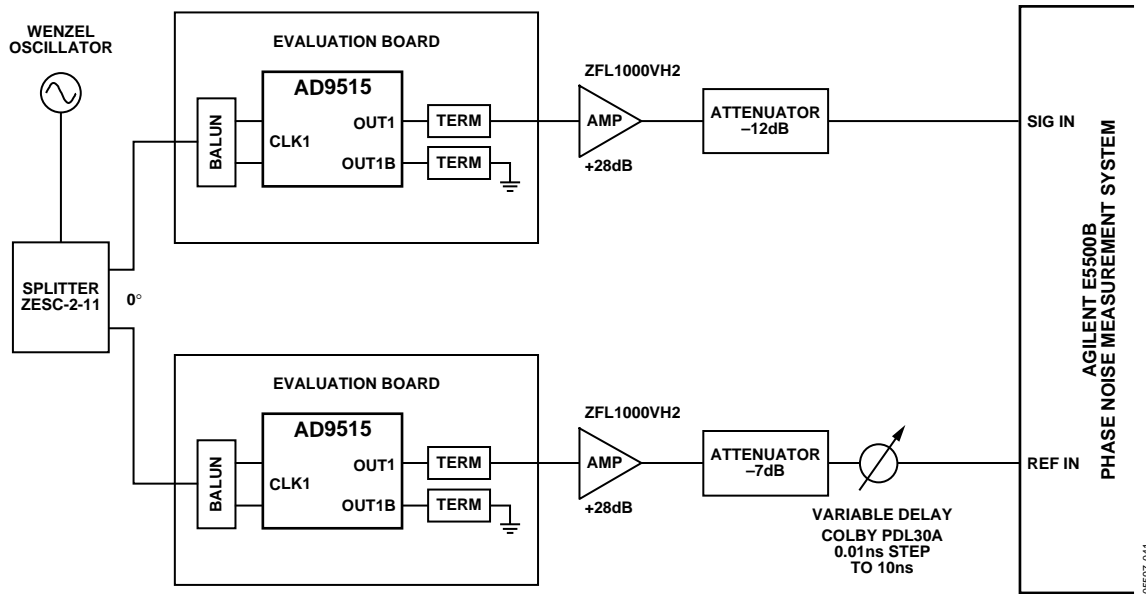 WENZEL
OSCILLATOR
SPLITTER
ZESC-2-11
0°
EVALUATION BOARD
BALUN
AD9515
CLK1
OUT1
OUT1B
TERM
TERM
ZFL1000VH2
AMP
+28dB
ATTENUATOR
–12dB
SIG IN
EVALUATION BOARD
BALUN
AD9515
CLK1
OUT1
OUT1B
TERM
TERM
ZFL1000VH2
AMP
+28dB
ATTENUATOR
–7dB
VARIABLE DELAY
COLBY PDL30A
0.01ns STEP
TO 10ns
REF IN
AGILENT E5500B
PHASE NOISE MEASUREMENT SYSTEM